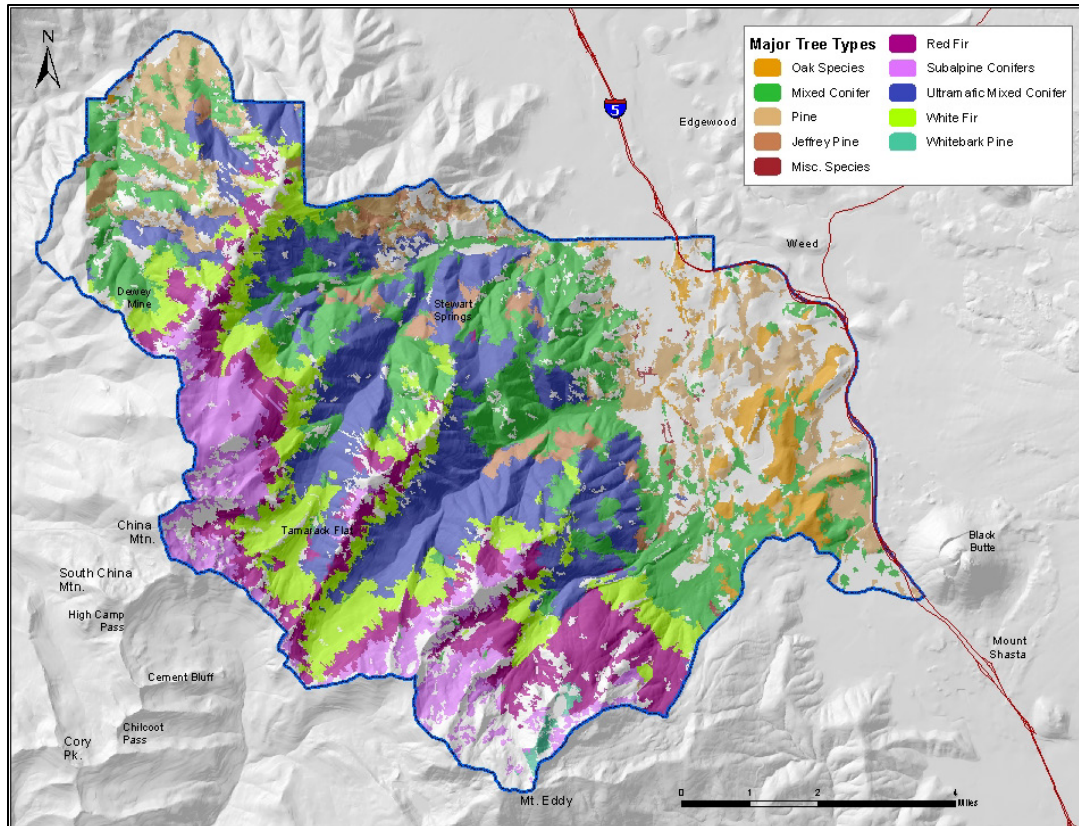 N
5
Edgewood
Major Tree Types
Oak Species
Mixed Conifer
Pine
Jeffrey Pine
Misc. Species
Red Fir
Subalpine Conifers
Ultramafic Mixed Conifer
White Fir
Whitebark Pine
Weed
Dewey
Mine
Stewart
Springs
China
Mtn.
Tamarack Flat
South China
Mtn.
High Camp
Pass
Black
Butte
Mount
Shasta
Cement Bluff
Chilcoot
Pass
Cory
Pk.
Mt. Eddy
0 1 2 4
Miles